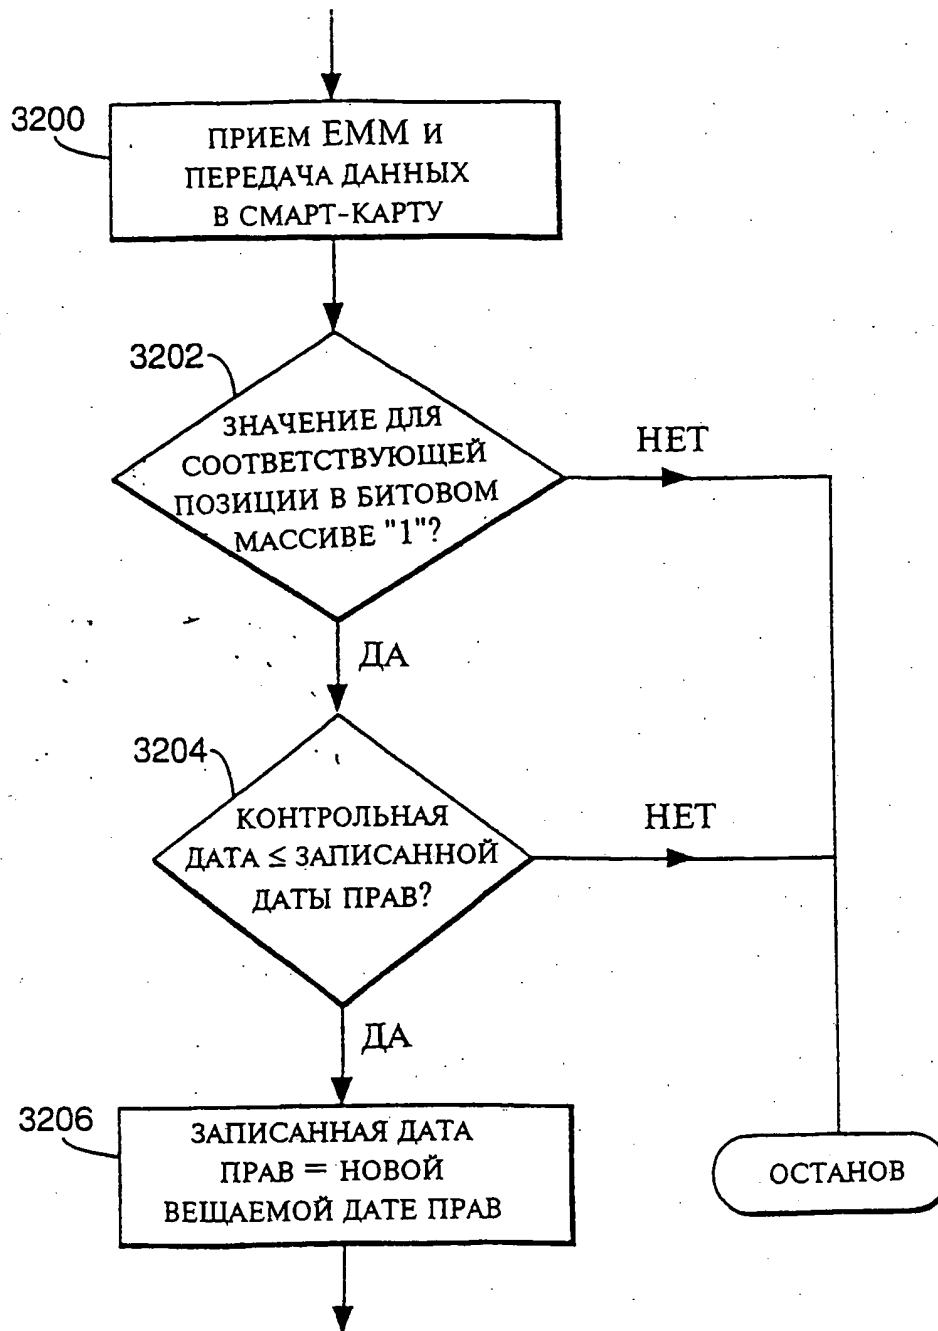 3200
ПРИЕМ EMM И
ПЕРЕДАЧА ДАННЫХ
В СМАРТ-КАРТУ
3202
ЗНАЧЕНИЕ ДЛЯ
СООТВЕТСТВУЮЩЕЙ
ПОЗИЦИИ В БИТОВОМ
МАССИВЕ "1"?
НЕТ
ДА
3204
КОНТРОЛЬНАЯ
ДАТА ≤ ЗАПИСАННОЙ
ДАТЫ ПРАВ?
НЕТ
ДА
3206
ЗАПИСАННАЯ ДАТА
ПРАВ = НОВОЙ
ВЕЩАЕМОЙ ДАТЕ ПРАВ
ОСТАНОВ